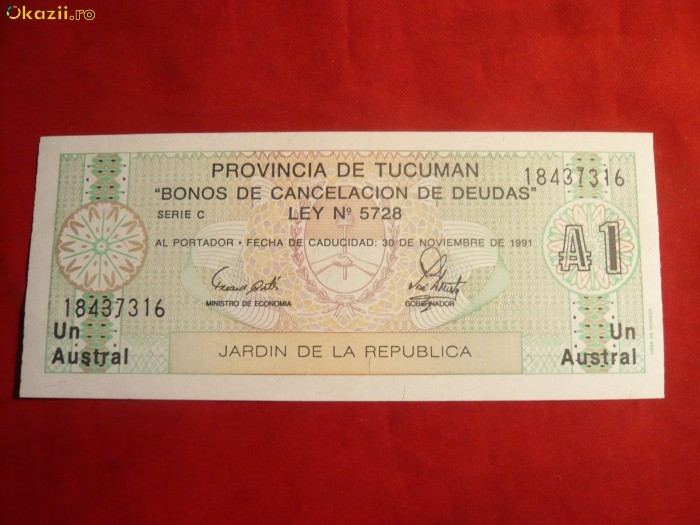 Okazii.ro
PROVINCIA DE TUCUMAN
18437316
"BONOS DE CANCELACION DE DEUDAS"
SERIE C
LEY Nº 5728
AL PORTADOR • FECHA DE CADUCIDAD: 30 DE NOVIEMBRE DE 1991
₳1
MINISTRO DE ECONOMIA
GOBERNADOR
18437316
Un
Austral
Un
Austral
JARDIN DE LA REPUBLICA